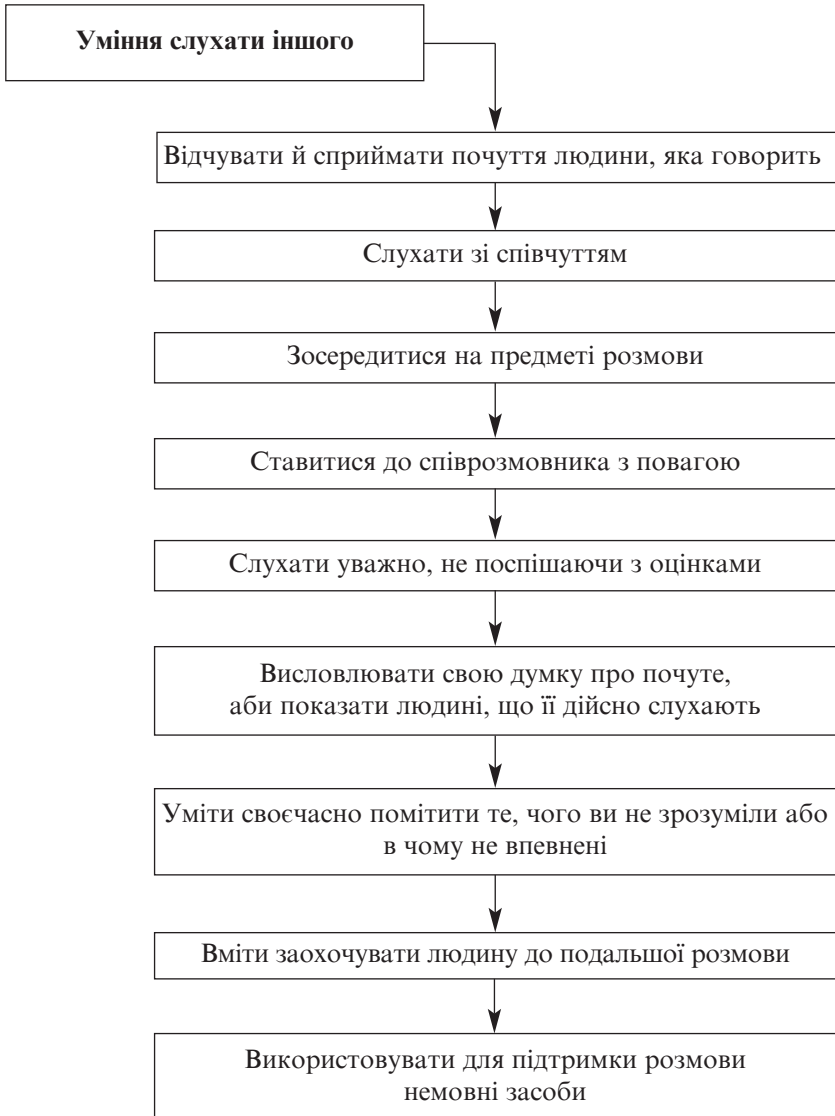 Уміння слухати іншого
Відчувати й сприймати почуття людини, яка говорить
Слухати зі співчуттям
Зосередитися на предметі розмови
Ставитися до співрозмовника з повагою
Слухати уважно, не поспішаючи з оцінками
Висловлювати свою думку про почуте,
аби показати людині, що її дійсно слухають
Уміти своєчасно помітити те, чого ви не зрозуміли або
в чому не впевнені
Вміти заохочувати людину до подальшої розмови
Використовувати для підтримки розмови
немовні засоби